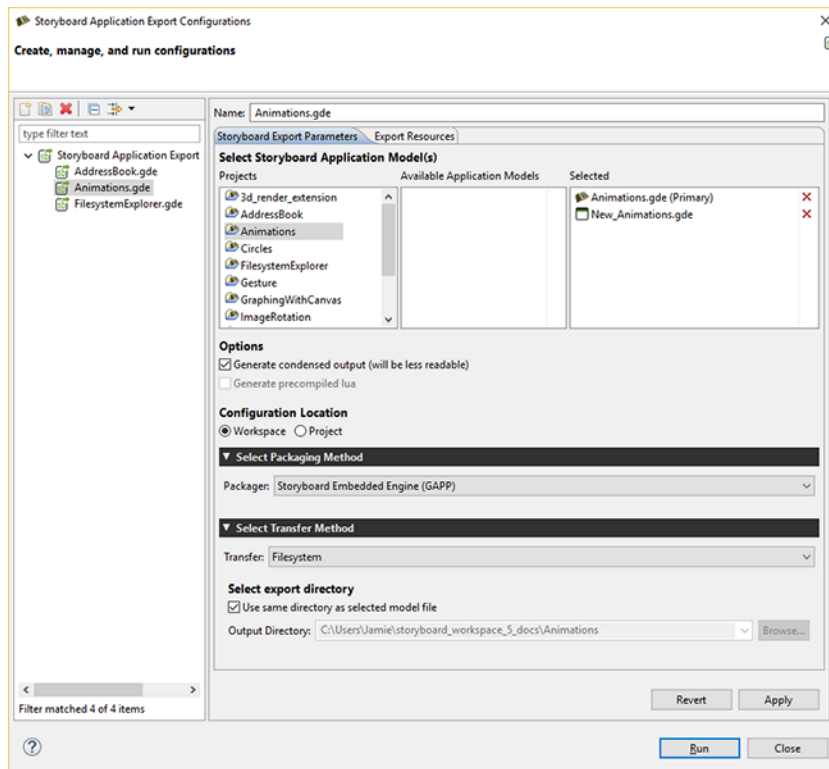 Storyboard Application Export Configurations
Create, manage, and run configurations
type filter text
Storyboard Application Export
AddressBook.gde
Animations.gde
FilesystemExplorer.gde
Filter matched 4 of 4 items
Name: Animations.gde
Storyboard Export Parameters Export Resources
Select Storyboard Application Model(s)
Projects Available Application Models Selected
3d_render_extension
AddressBook
Animations
Circles
FilesystemExplorer
Gesture
GraphingWithCanvas
ImageRotation
Animations.gde (Primary)
New_Animations.gde
Options
Generate condensed output (will be less readable)
Generate precompiled lua
Configuration Location
Workspace Project
Select Packaging Method
Packager: Storyboard Embedded Engine (GAPP)
Select Transfer Method
Transfer: Filesystem
Select export directory
Use same directory as selected model file
Output Directory: C:\Users\Jamie\storyboard_workspace_5_docs\Animations Browse...
Revert Apply
Run Close